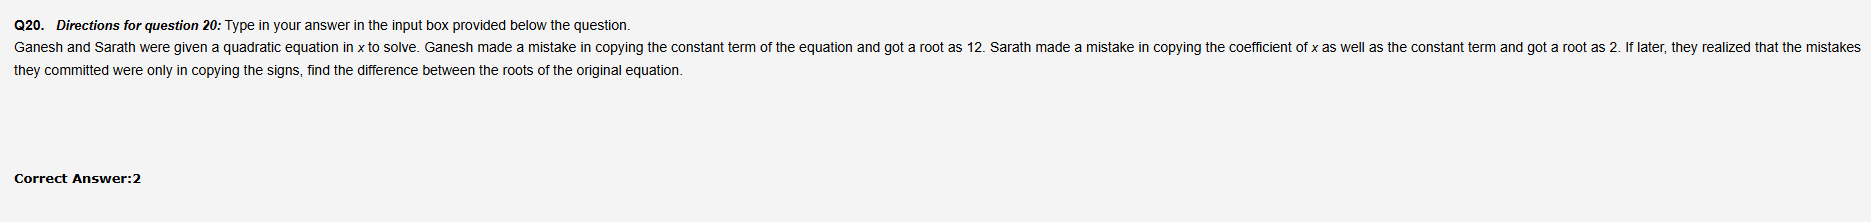 Q20. Directions for question 20: Type in your answer in the input box provided below the question.
Ganesh and Sarath were given a quadratic equation in x to solve. Ganesh made a mistake in copying the constant term of the equation and got a root as 12. Sarath made a mistake in copying the coefficient of x as well as the constant term and got a root as 2. If later, they realized that the mistakes
they committed were only in copying the signs, find the difference between the roots of the original equation.
Correct Answer:2